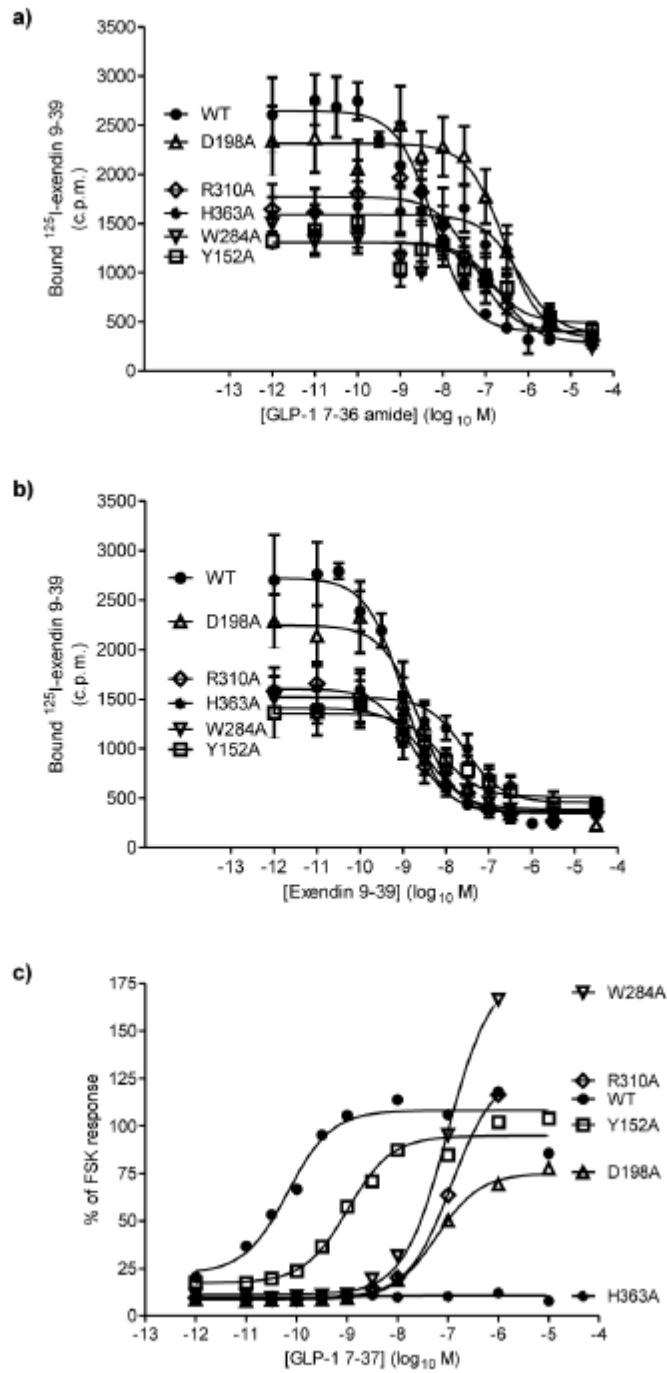 a)
3500
3000
2500
2000
1500
1000
500
0
Bound ¹²⁵I-exendin 9-39
(c.p.m.)
WT
D198A
R310A
H363A
W284A
Y152A
-13 -12 -11 -10 -9 -8 -7 -6 -5 -4
[GLP-1 7-36 amide] (log₁₀ M)
b)
3500
3000
2500
2000
1500
1000
500
0
Bound ¹²⁵I-exendin 9-39
(c.p.m.)
WT
D198A
R310A
H363A
W284A
Y152A
-13 -12 -11 -10 -9 -8 -7 -6 -5 -4
[Exendin 9-39] (log₁₀ M)
c)
175
150
125
100
75
50
25
0
% of FSK response
W284A
R310A
WT
Y152A
D198A
H363A
-13 -12 -11 -10 -9 -8 -7 -6 -5 -4
[GLP-1 7-37] (log₁₀ M)